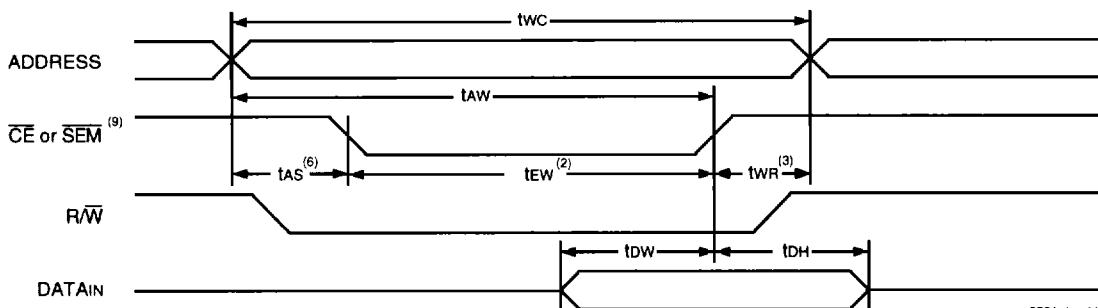 tWC
ADDRESS
tAW
CE or SEM (9)
tAS(6) tEW(2) tWR(3)
R/W
tDW tDH
DATAIN